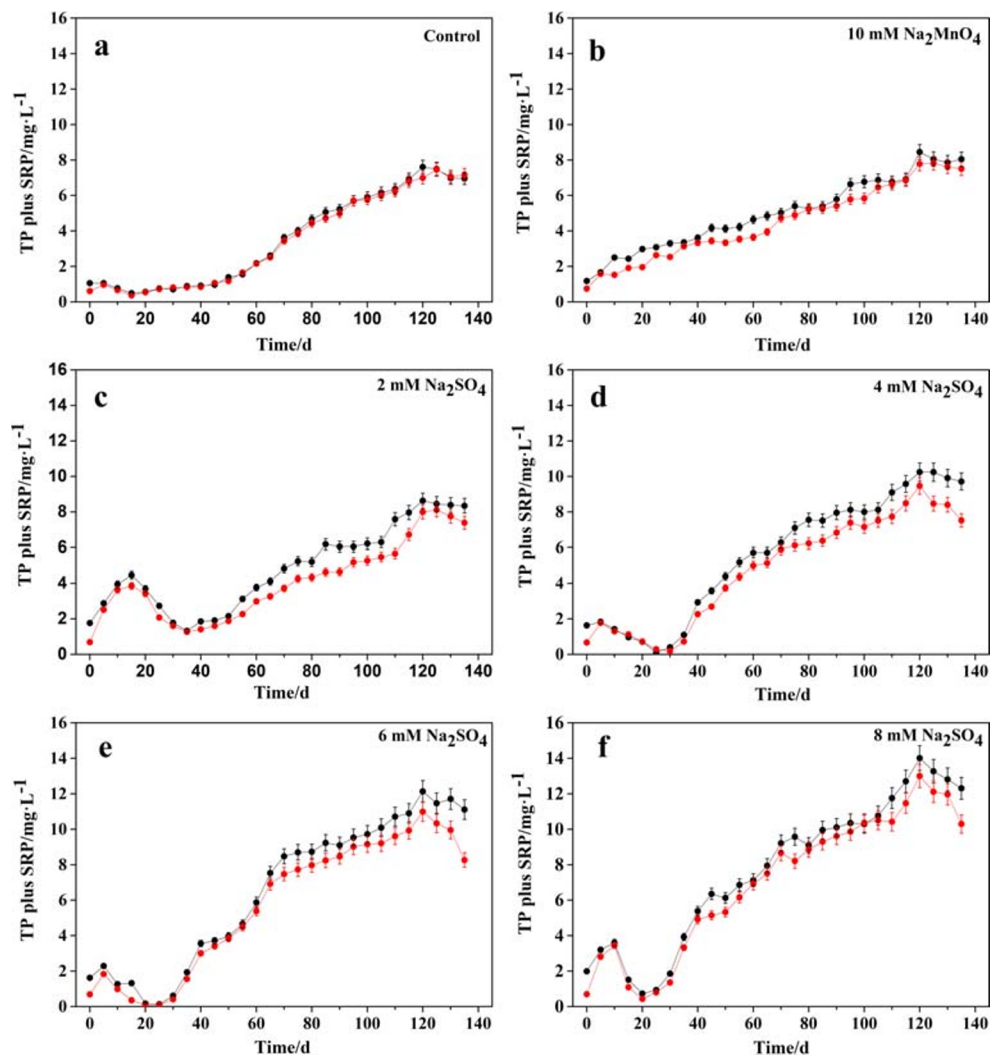 a
Control
TP plus SRP/mg·L⁻¹
16
14
12
10
8
6
4
2
0
0 20 40 60 80 100 120 140
Time/d
b
10 mM Na₂MnO₄
TP plus SRP/mg·L⁻¹
16
14
12
10
8
6
4
2
0
0 20 40 60 80 100 120 140
Time/d
c
2 mM Na₂SO₄
TP plus SRP/mg·L⁻¹
16
14
12
10
8
6
4
2
0
0 20 40 60 80 100 120 140
Time/d
d
4 mM Na₂SO₄
TP plus SRP/mg·L⁻¹
16
14
12
10
8
6
4
2
0
0 20 40 60 80 100 120 140
Time/d
e
6 mM Na₂SO₄
TP plus SRP/mg·L⁻¹
16
14
12
10
8
6
4
2
0
0 20 40 60 80 100 120 140
Time/d
f
8 mM Na₂SO₄
TP plus SRP/mg·L⁻¹
16
14
12
10
8
6
4
2
0
0 20 40 60 80 100 120 140
Time/d